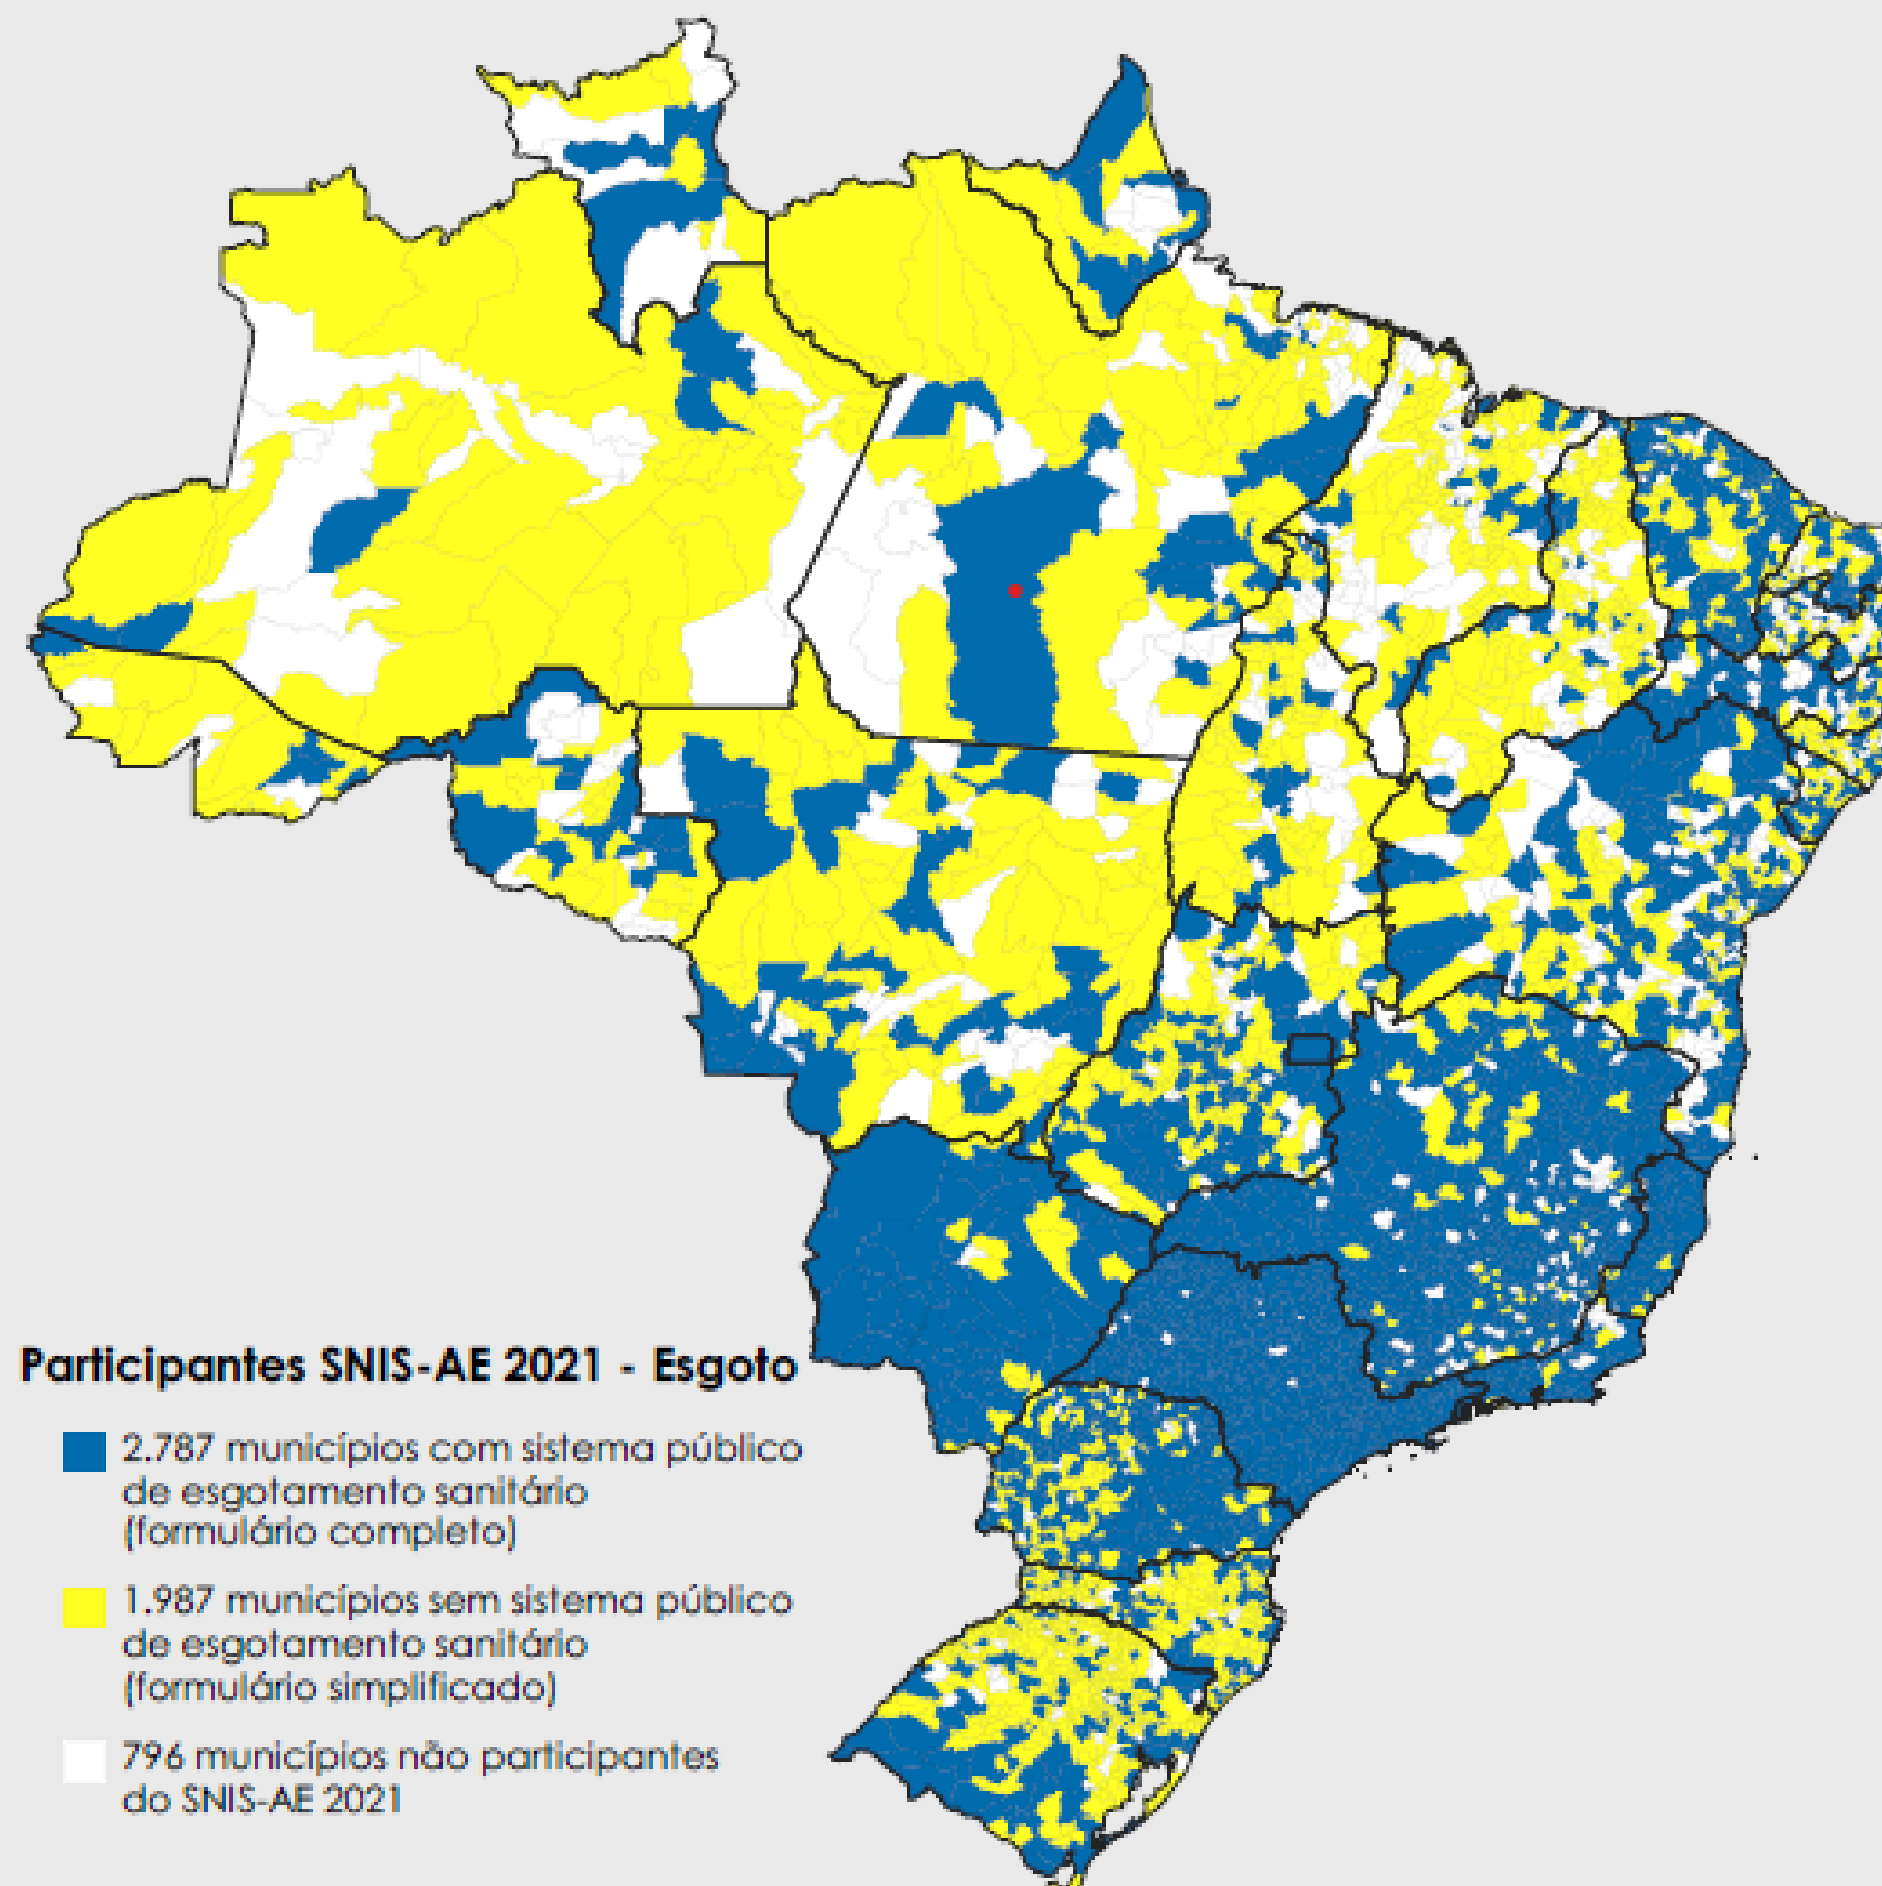 Participantes SNIS-AE 2021 - Esgoto
2.787 municípios com sistema público
de esgotamento sanitário
(formulário completo)
1.987 municípios sem sistema público
de esgotamento sanitário
(formulário simplificado)
796 municípios não participantes
do SNIS-AE 2021